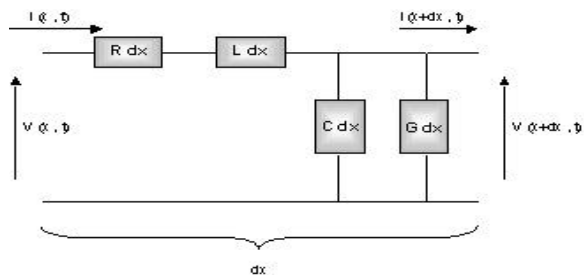 I (x, t)
I (x+dx, t)
R dx
L dx
V (x, t)
C dx
G dx
V (x+dx, t)
dx